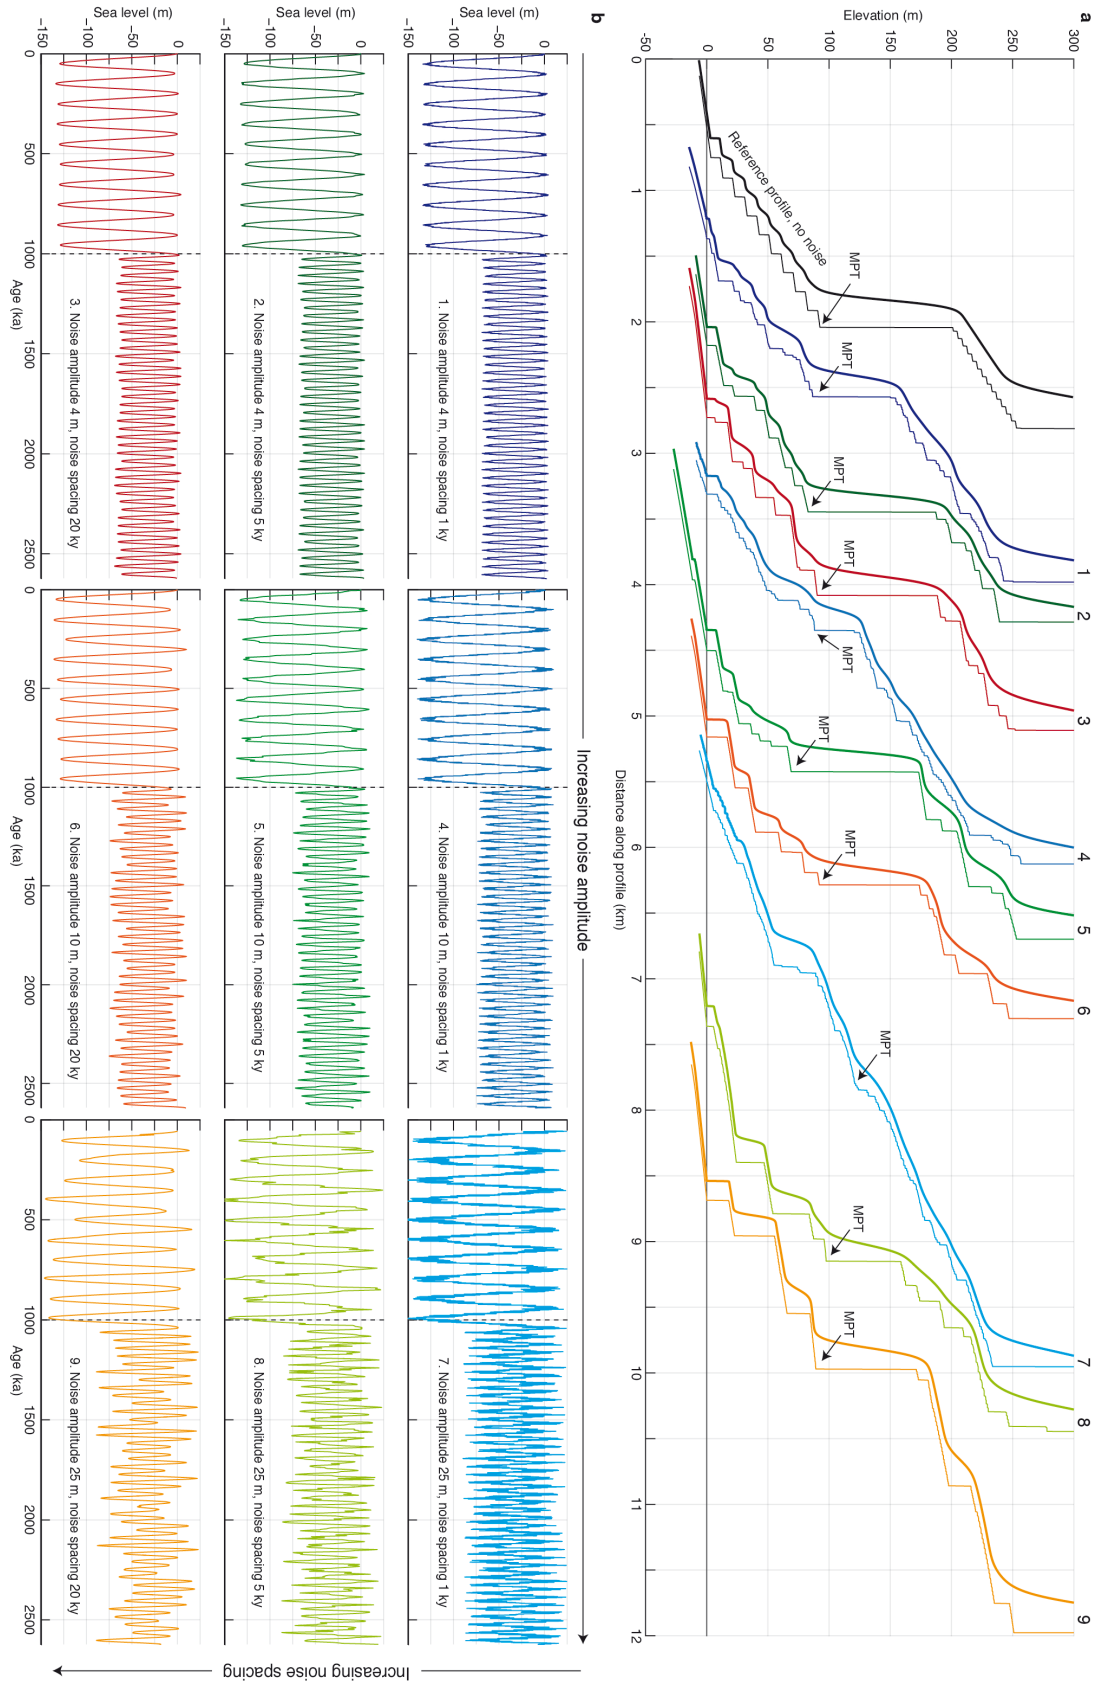 a
Elevation (m)
300
250
200
150
100
50
0
-50
0
1
2
3
4
5
6
7
8
9
10
11
12
Distance along profile (km)
Reference profile, no noise
MPT
MPT
MPT
MPT
MPT
MPT
MPT
MPT
MPT
MPT
1
2
3
4
5
6
7
8
9
b
Increasing noise amplitude
Increasing noise spacing
Sea level (m)
0
−50
−100
−150
1. Noise amplitude 4 m, noise spacing 1 ky
4. Noise amplitude 10 m, noise spacing 1 ky
7. Noise amplitude 25 m, noise spacing 1 ky
Sea level (m)
0
−50
−100
−150
2. Noise amplitude 4 m, noise spacing 5 ky
5. Noise amplitude 10 m, noise spacing 5 ky
8. Noise amplitude 25 m, noise spacing 5 ky
Sea level (m)
0
−50
−100
−150
3. Noise amplitude 4 m, noise spacing 20 ky
6. Noise amplitude 10 m, noise spacing 20 ky
9. Noise amplitude 25 m, noise spacing 20 ky
0 500 1000 1500 2000 2500
0 500 1000 1500 2000 2500
0 500 1000 1500 2000 2500
Age (ka)
Age (ka)
Age (ka)